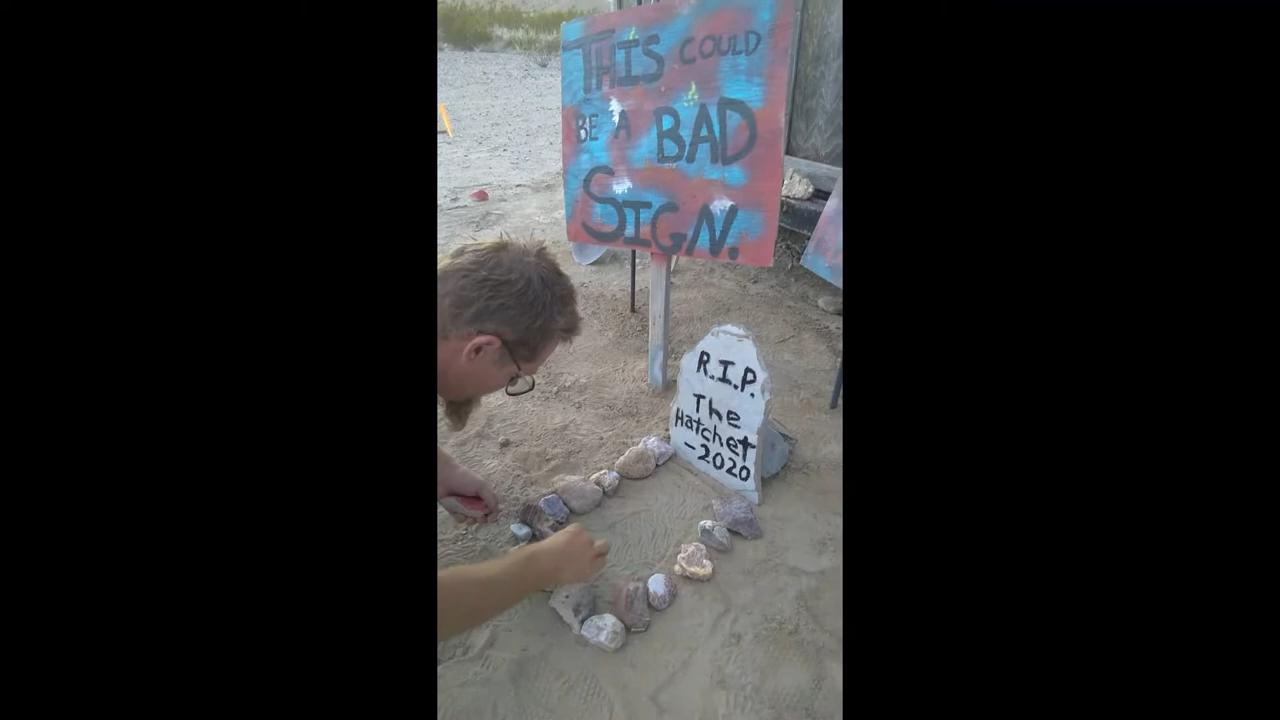 THIS COULD
BE A BAD
SIGN.
R.I.P.
The
Hatchet
-2020